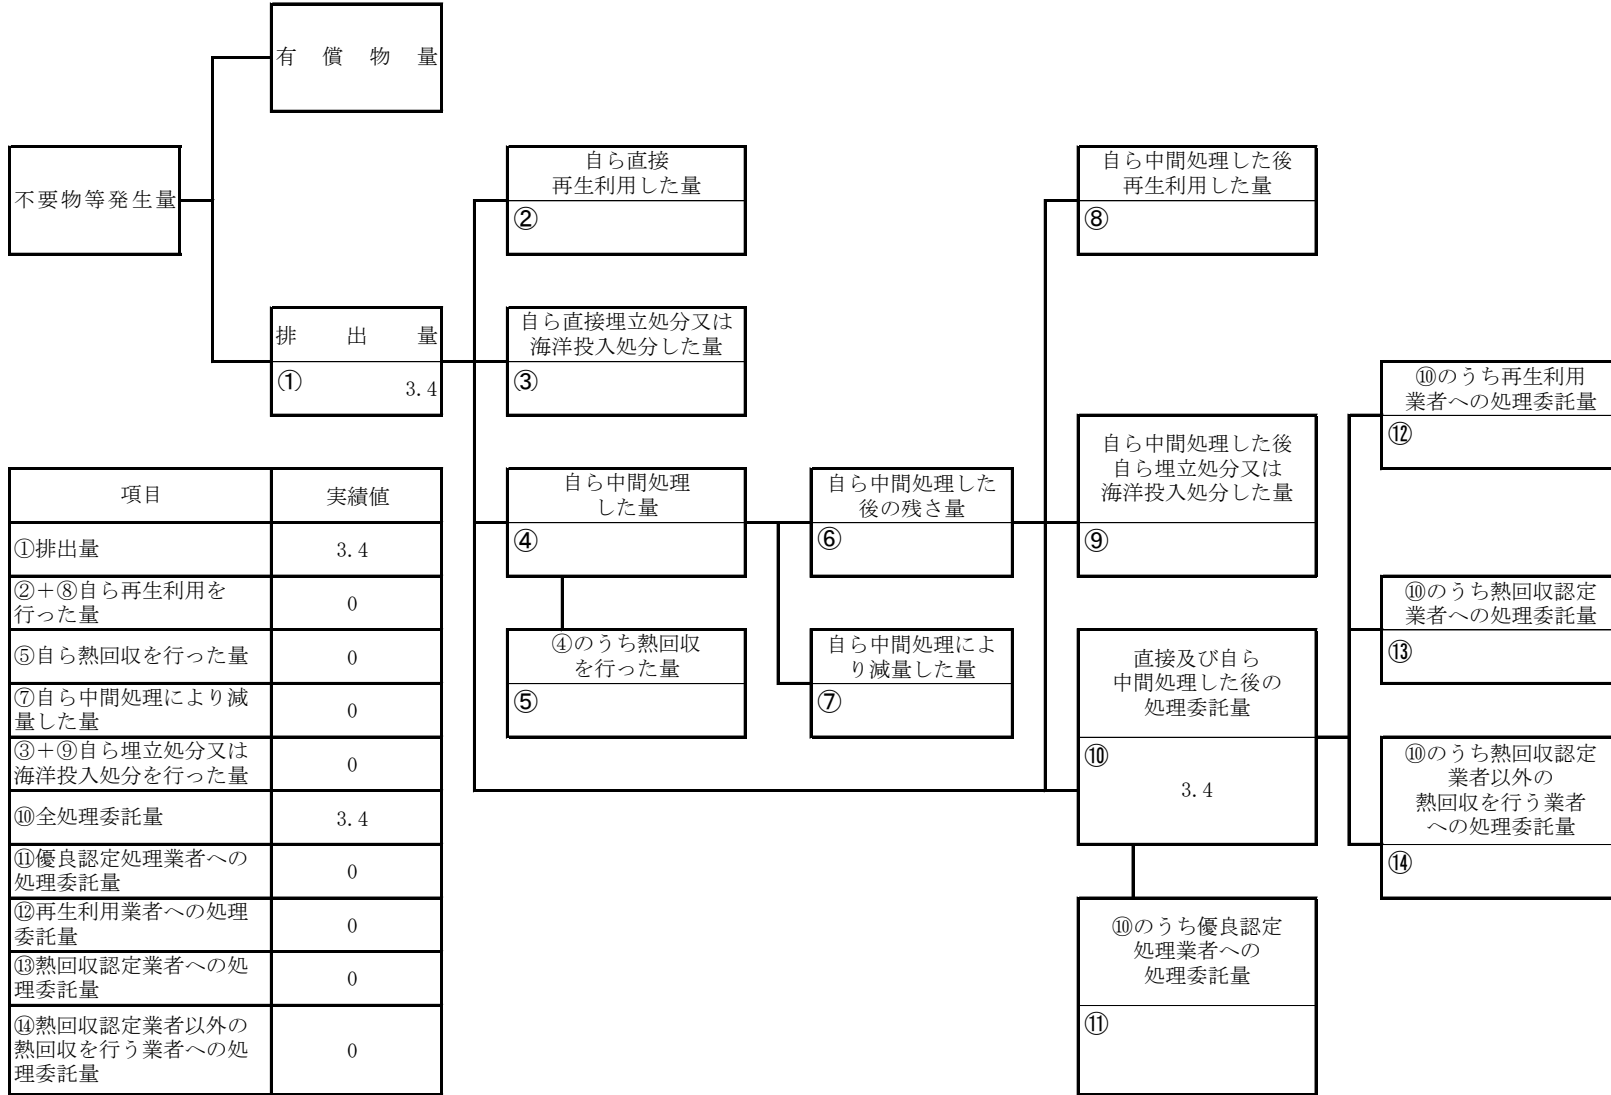 有償物量
不要物等発生量
排出量
① 3.4
自ら直接
再生利用した量
②
自ら直接埋立処分又は
海洋投入処分した量
③
自ら中間処理
した量
④
④のうち熱回収
を行った量
⑤
自ら中間処理した
後の残さ量
⑥
自ら中間処理によ
り減量した量
⑦
自ら中間処理した後
再生利用した量
⑧
自ら中間処理した後
自ら埋立処分又は
海洋投入処分した量
⑨
直接及び自ら
中間処理した後の
処理委託量
⑩
3.4
⑩のうち優良認定
処理業者への
処理委託量
⑪
⑩のうち再生利用
業者への処理委託量
⑫
⑩のうち熱回収認定
業者への処理委託量
⑬
⑩のうち熱回収認定
業者以外の
熱回収を行う業者
への処理委託量
⑭
項目 実績値
①排出量 3.4
②+⑧自ら再生利用を
行った量 0
⑤自ら熱回収を行った量 0
⑦自ら中間処理により減
量した量 0
③+⑨自ら埋立処分又は
海洋投入処分を行った量 0
⑩全処理委託量 3.4
⑪優良認定処理業者への
処理委託量 0
⑫再生利用業者への処理
委託量 0
⑬熱回収認定業者への処
理委託量 0
⑭熱回収認定業者以外の
熱回収を行う業者への処
理委託量 0